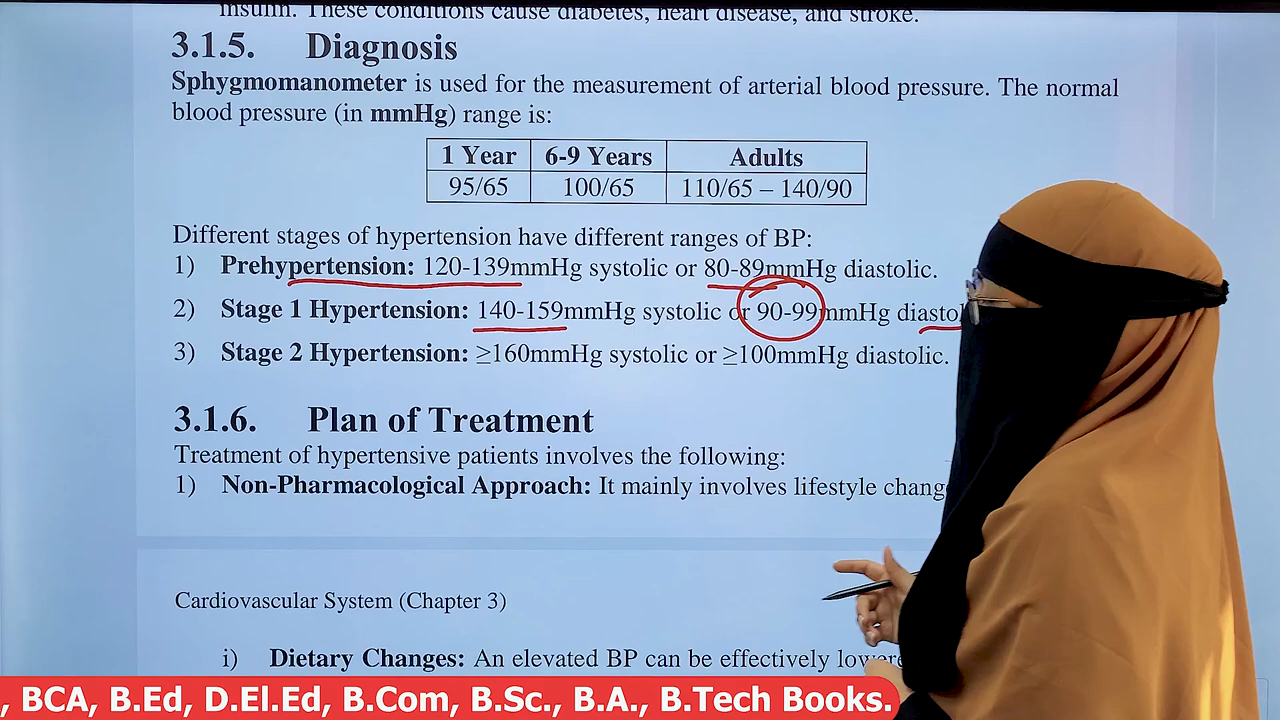 insulin. These conditions cause diabetes, heart disease, and stroke.
3.1.5. Diagnosis
Sphygmomanometer is used for the measurement of arterial blood pressure. The normal
blood pressure (in mmHg) range is:
1 Year 6-9 Years Adults
95/65 100/65 110/65 – 140/90
Different stages of hypertension have different ranges of BP:
1) Prehypertension: 120-139mmHg systolic or 80-89mmHg diastolic.
2) Stage 1 Hypertension: 140-159mmHg systolic or 90-99mmHg diasto
3) Stage 2 Hypertension: ≥160mmHg systolic or ≥100mmHg diastolic.
3.1.6. Plan of Treatment
Treatment of hypertensive patients involves the following:
1) Non-Pharmacological Approach: It mainly involves lifestyle chang
Cardiovascular System (Chapter 3)
i) Dietary Changes: An elevated BP can be effectively lowere
, BCA, B.Ed, D.El.Ed, B.Com, B.Sc., B.A., B.Tech Books.